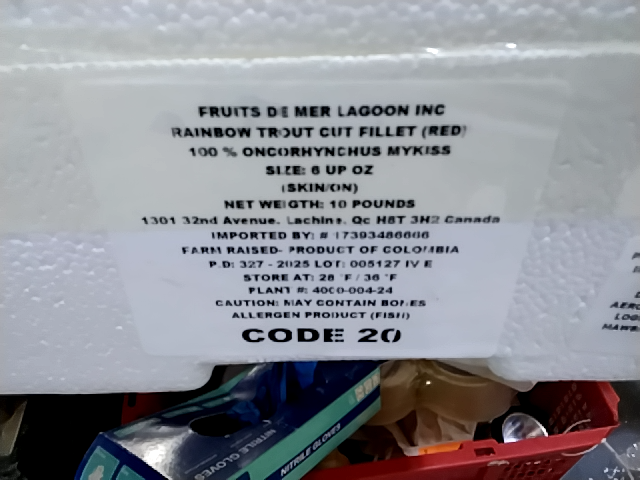 FRUITS DE MER LAGOON INC
RAINBOW TROUT CUT FILLET (RED)
100 % ONCORHYNCHUS MYKISS
SIZE: 6 UP OZ
(SKIN/ON)
NET WEIGTH: 10 POUNDS
1301 32nd Avenue. Lachine. Qc H8T 3H2 Canada
IMPORTED BY: # 17393486606
FARM RAISED- PRODUCT OF COLOMBIA
P.D: 327 - 2025 LOT: 005127 IV E
STORE AT: 28 °F / 36 °F
PLANT #: 4000-004-24
CAUTION: MAY CONTAIN BONES
ALLERGEN PRODUCT (FISH)
CODE 20
NITRILE GLOVES
NITRILE GLOVES